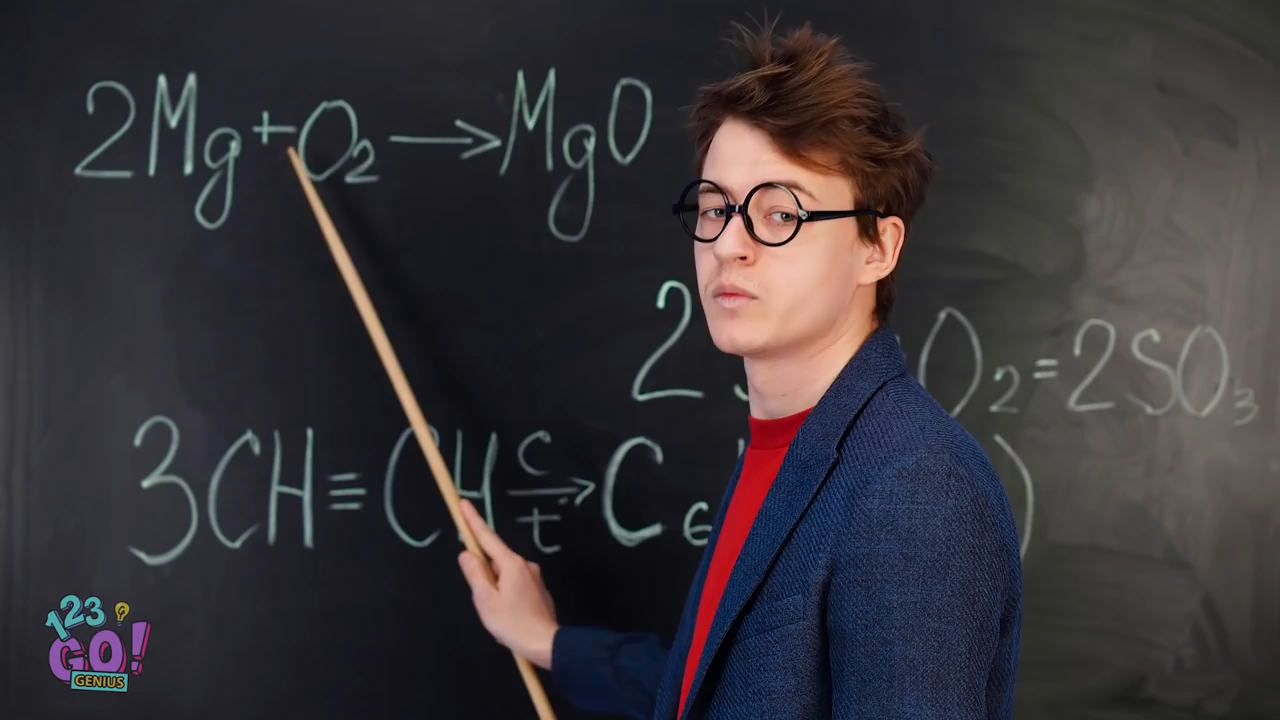 2Mg+O₂→MgO
2 O₂=2SO₃
3CH≡CH c→t C₆ )
123
GO!
GENIUS